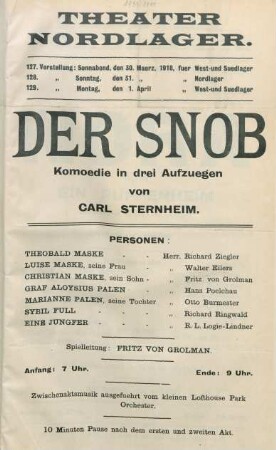 THEATER
NORDLAGER.
127. Vorstellung: Sonnabend, den 30. Maerz, 1918, fuer West-und Suedlager
128. „ Sonntag, den 31. „ „ Nordlager
129. „ Montag, den 1. April „ West-und Suedlager
DER SNOB
Komoedie in drei Aufzuegen
von
CARL STERNHEIM.
PERSONEN:
THEOBALD MASKE - - Herr Richard Ziegler
LUISE MASKE, seine Frau - „ Walter Eilers
CHRISTIAN MASKE, sein Sohn - „ Fritz von Grolman
GRAF ALOYSIUS PALEN - „ Hans Poelchau
MARIANNE PALEN, seine Tochter „ Otto Burmester
SYBIL FULL - - „ Richard Ringwald
EINE JUNGFER - - „ R. L. Legie-Lindner
Spielleitung: FRITZ VON GROLMAN.
Anfang: 7 Uhr. Ende: 9 Uhr.
Zwischenaktsmusik ausgefuehrt vom kleinen Lofthouse Park
Orchester.
10 Minuten Pause nach dem ersten und zweiten Akt.